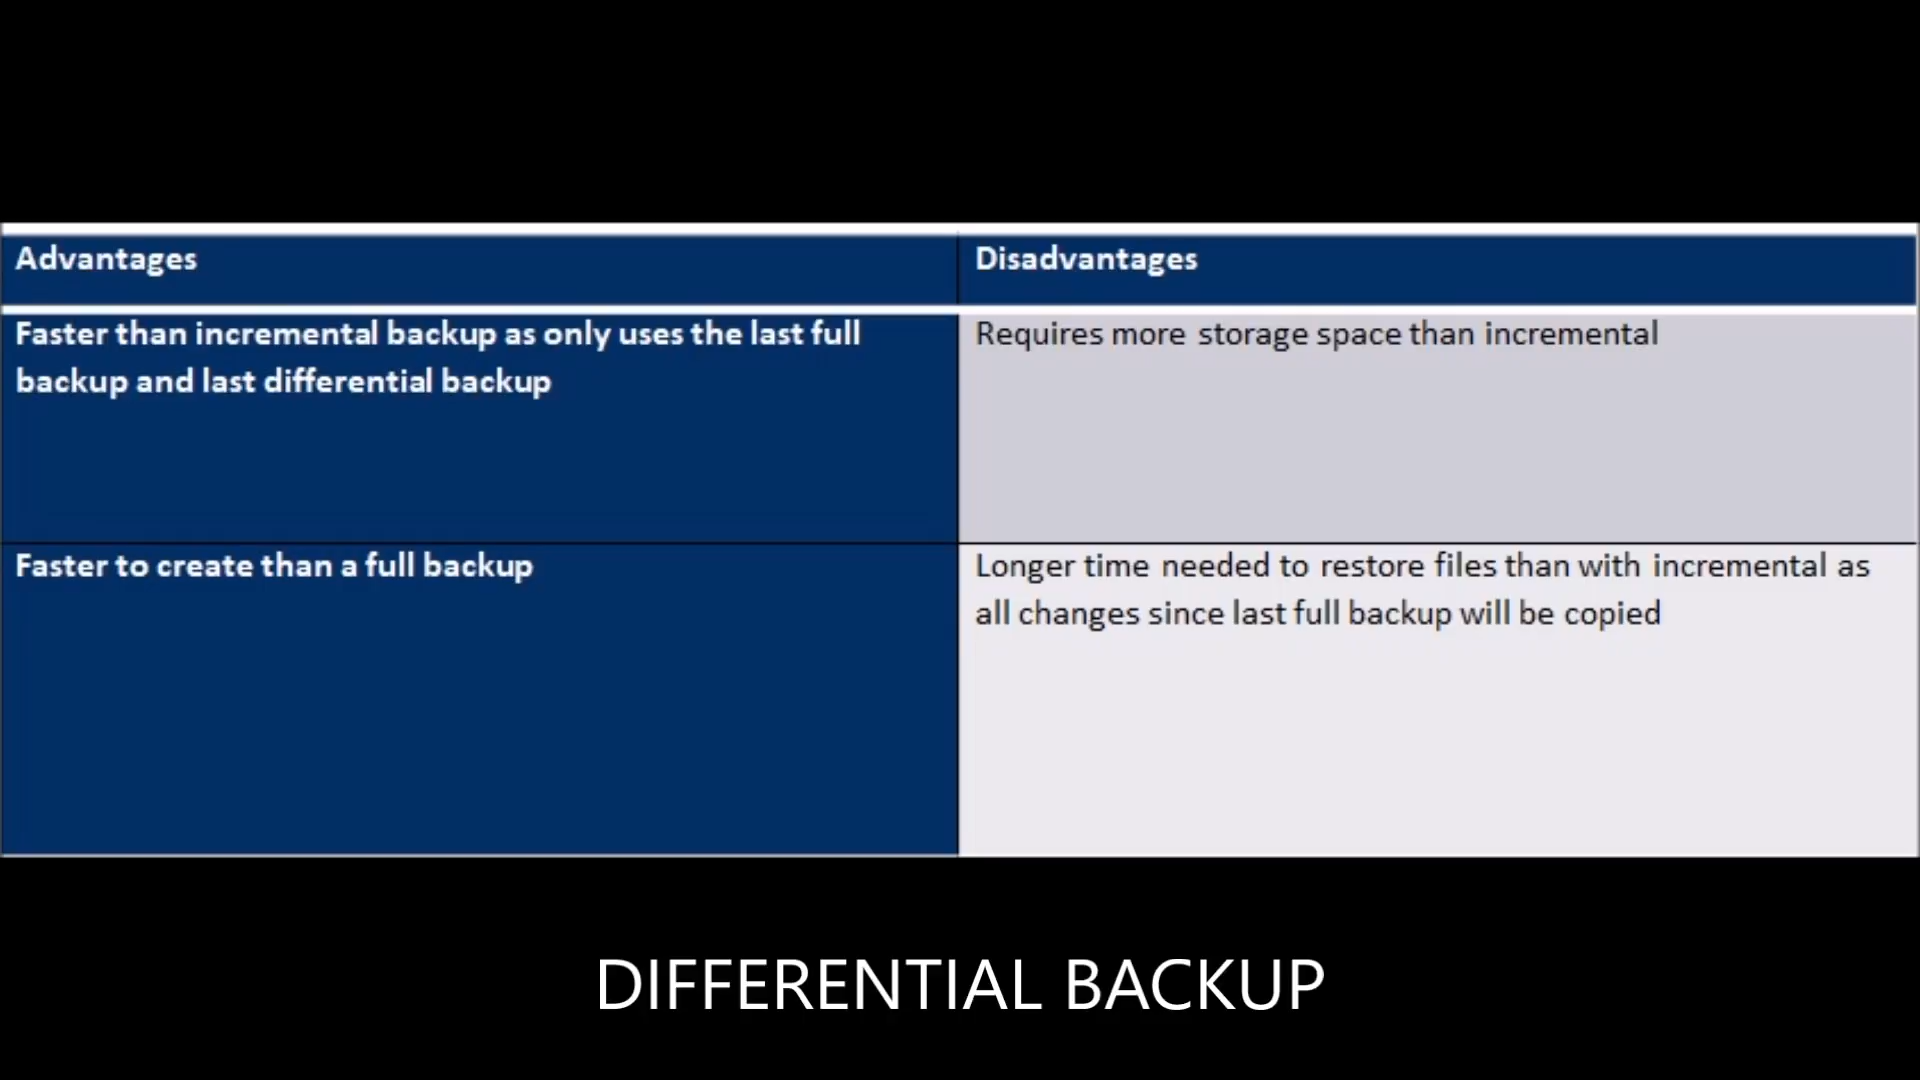 Advantages
Disadvantages
Faster than incremental backup as only uses the last full
backup and last differential backup
Requires more storage space than incremental
Faster to create than a full backup
Longer time needed to restore files than with incremental as
all changes since last full backup will be copied
DIFFERENTIAL BACKUP